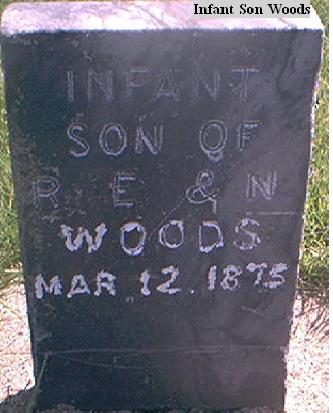 Infant Son Woods
INFANT
SON OF
R E & N
WOODS
MAR. 12. 1875